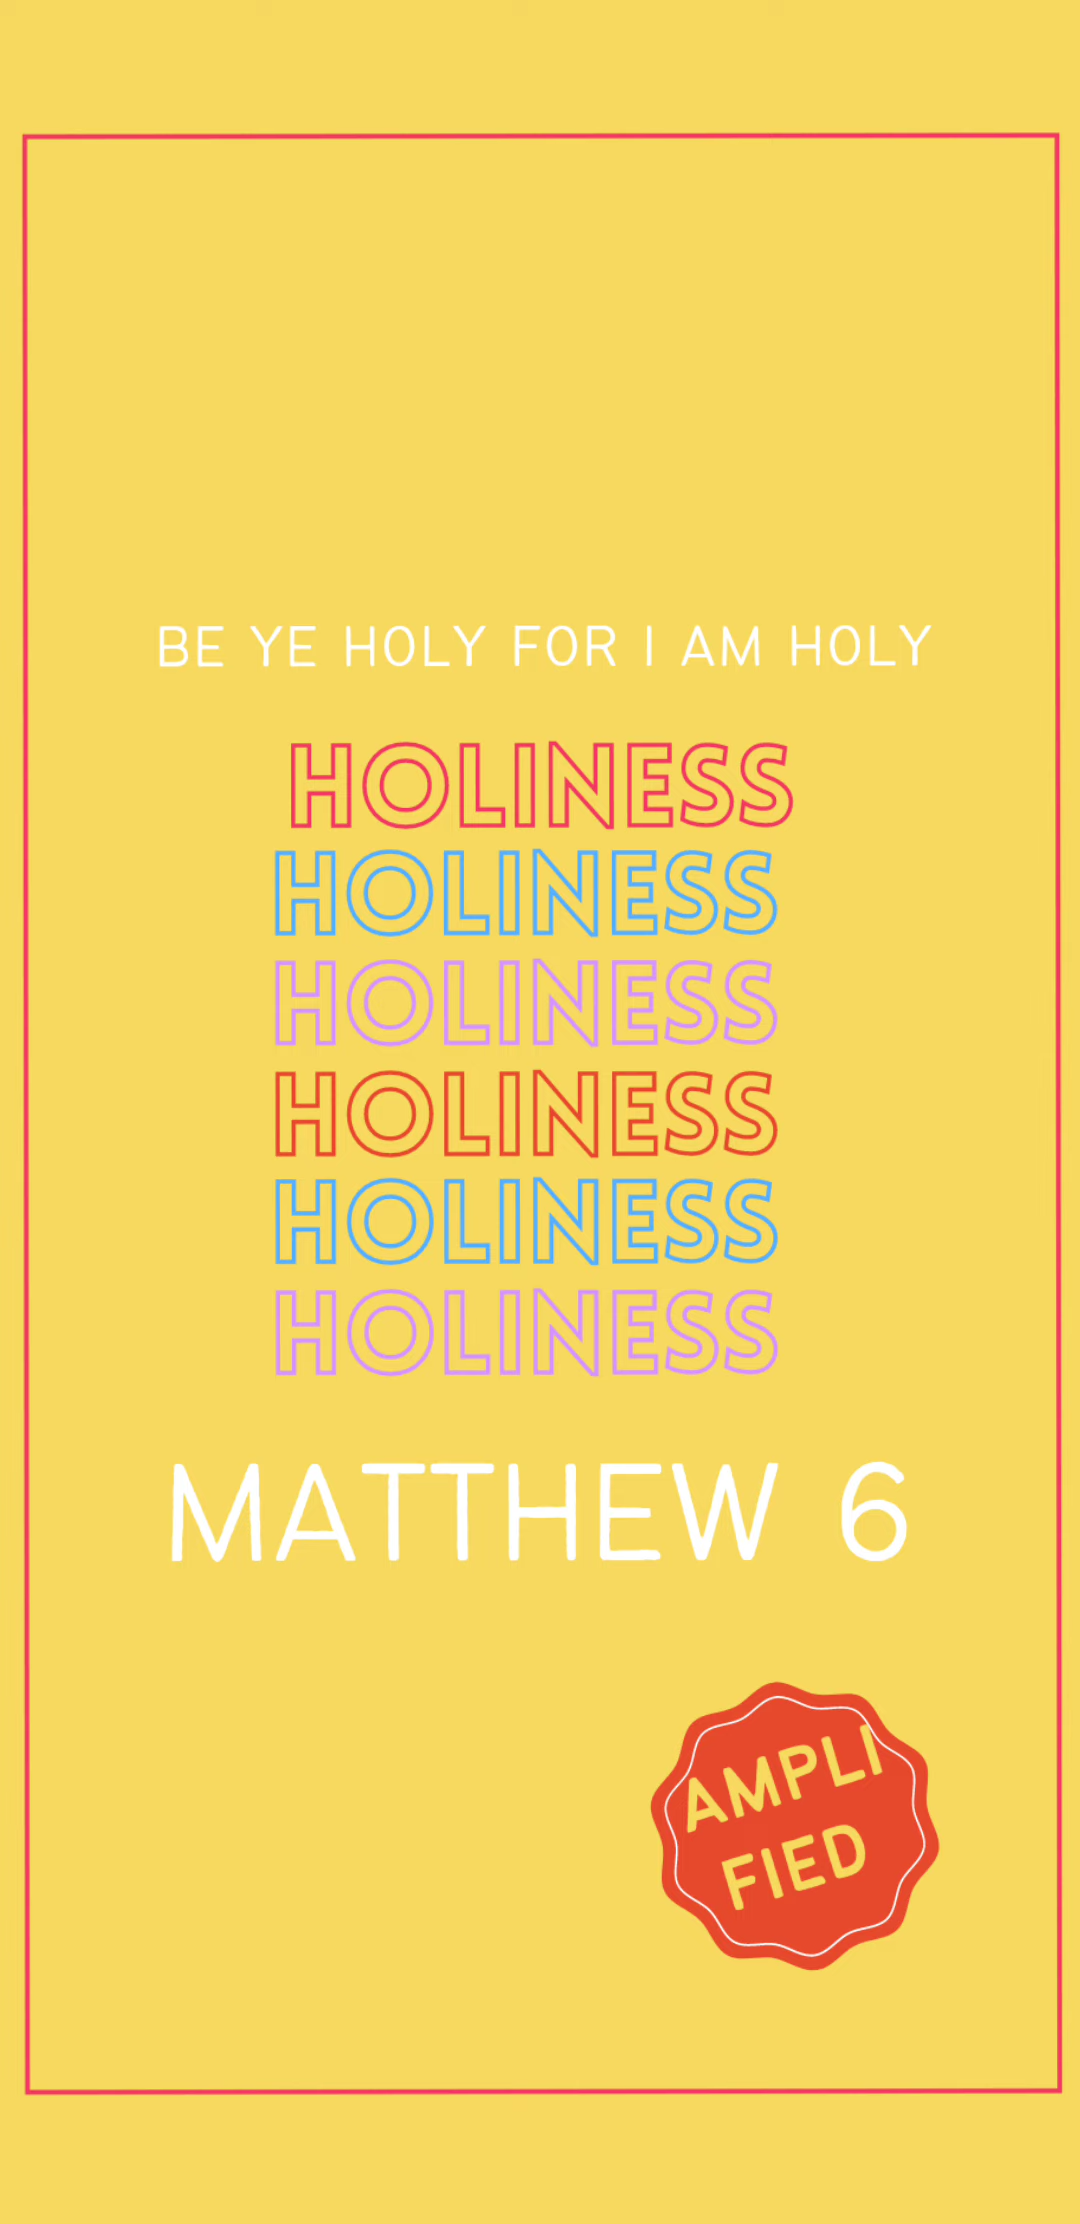 BE YE HOLY FOR I AM HOLY
HOLINESS
HOLINESS
HOLINESS
HOLINESS
HOLINESS
HOLINESS
MATTHEW 6
AMPLI
FIED